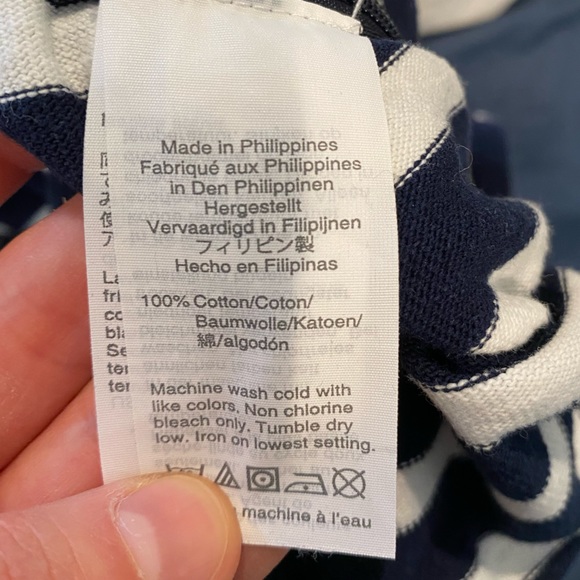 Made in Philippines
Fabriqué aux Philippines
in Den Philippinen
Hergestellt
Vervaardigd in Filipijnen
フィリピン製
Hecho en Filipinas
100% Cotton/Coton/
Baumwolle/Katoen/
綿/algodón
Machine wash cold with
like colors. Non chlorine
bleach only. Tumble dry
low. Iron on lowest setting.
machine à l'eau